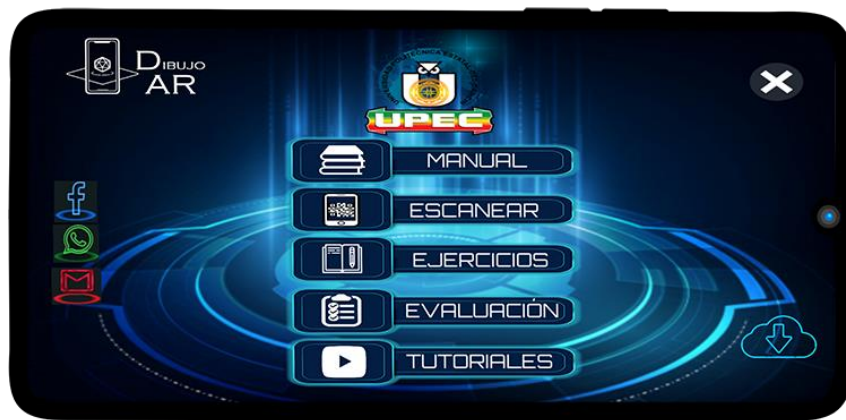 DIBUJO
AR
UPEC
MANUAL
ESCANEAR
EJERCICIOS
EVALUACIÓN
TUTORIALES